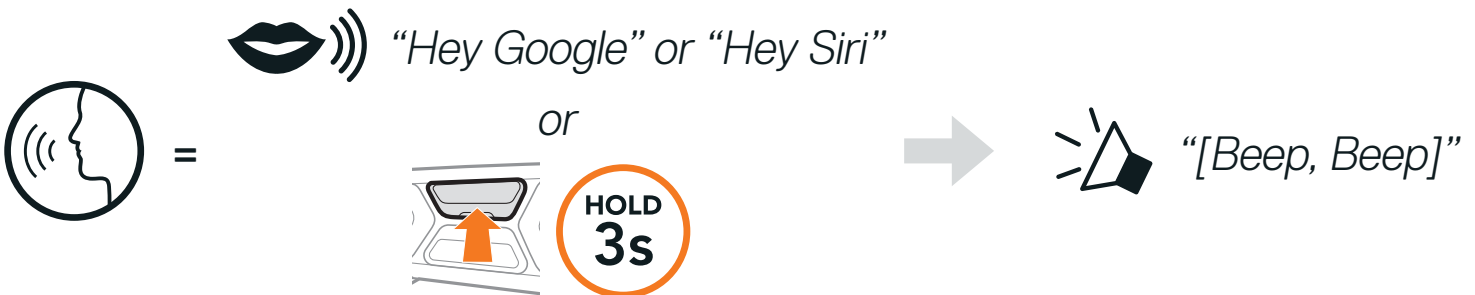 “Hey Google” or “Hey Siri”
or
=
HOLD
3s
“[Beep, Beep]”